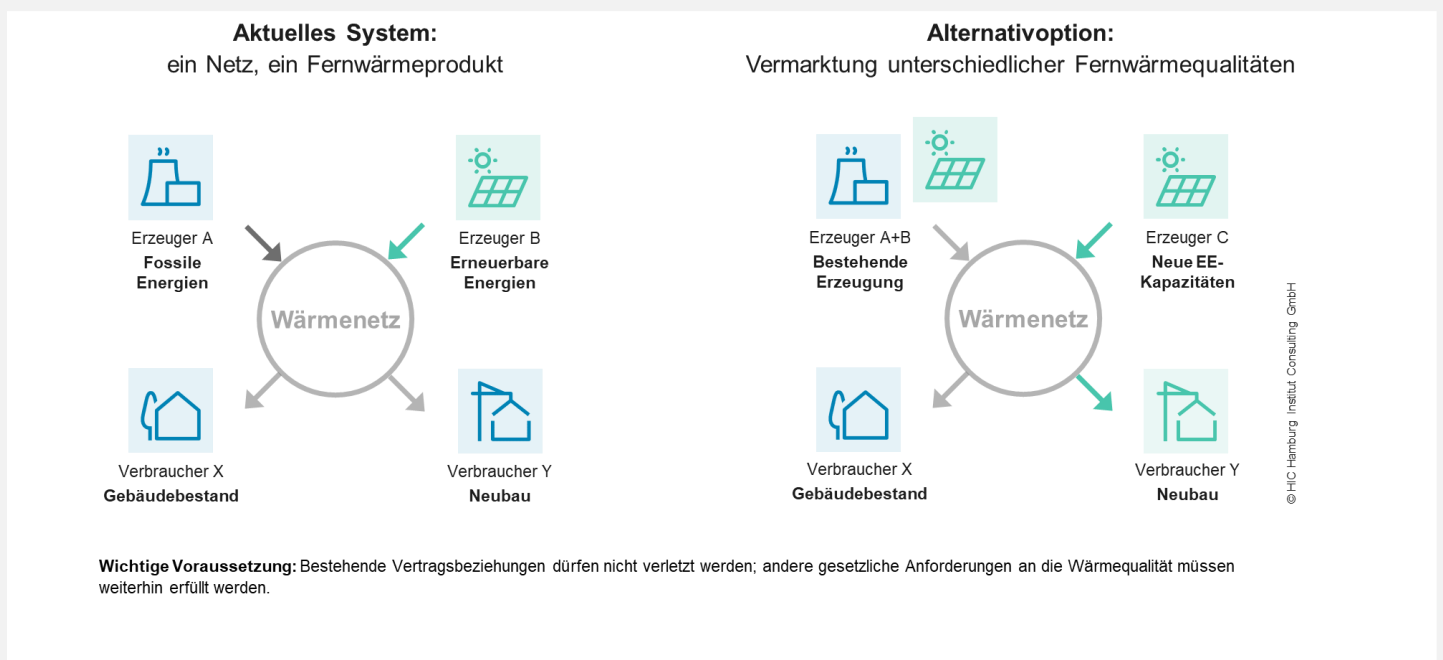 Aktuelles System:
ein Netz, ein Fernwärmeprodukt
Erzeuger A
Fossile
Energien
Erzeuger B
Erneuerbare
Energien
Wärmenetz
Verbraucher X
Gebäudebestand
Verbraucher Y
Neubau
Alternativoption:
Vermarktung unterschiedlicher Fernwärmequalitäten
Erzeuger A+B
Bestehende
Erzeugung
Erzeuger C
Neue EE-
Kapazitäten
Wärmenetz
Verbraucher X
Gebäudebestand
Verbraucher Y
Neubau
© HIC Hamburg Institut Consulting GmbH
Wichtige Voraussetzung: Bestehende Vertragsbeziehungen dürfen nicht verletzt werden; andere gesetzliche Anforderungen an die Wärmequalität müssen
weiterhin erfüllt werden.